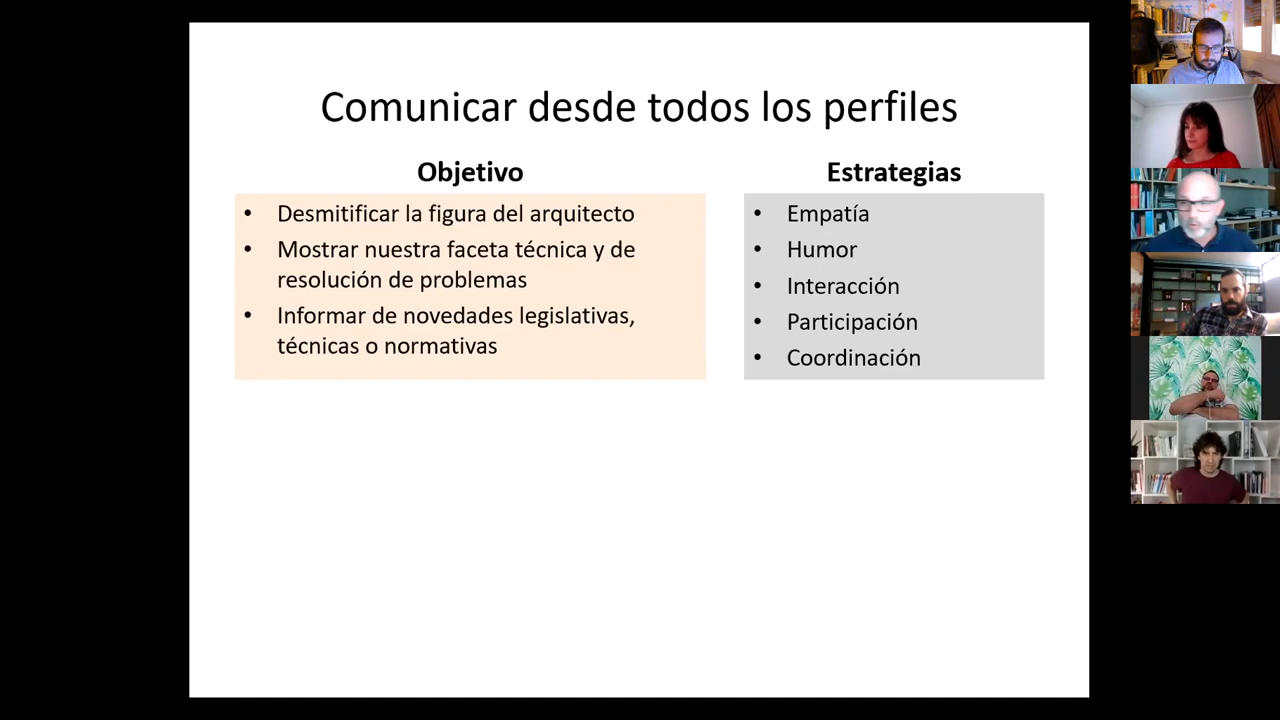 Comunicar desde todos los perfiles
Objetivo
• Desmitificar la figura del arquitecto
• Mostrar nuestra faceta técnica y de
resolución de problemas
• Informar de novedades legislativas,
técnicas o normativas
Estrategias
• Empatía
• Humor
• Interacción
• Participación
• Coordinación